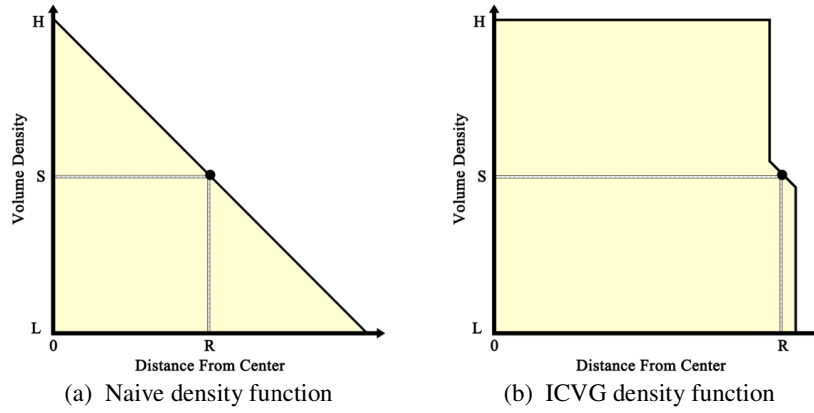 H
Volume Density
S
L
0
R
Distance From Center
(a) Naive density function
H
Volume Density
S
L
0
R
Distance From Center
(b) ICVG density function